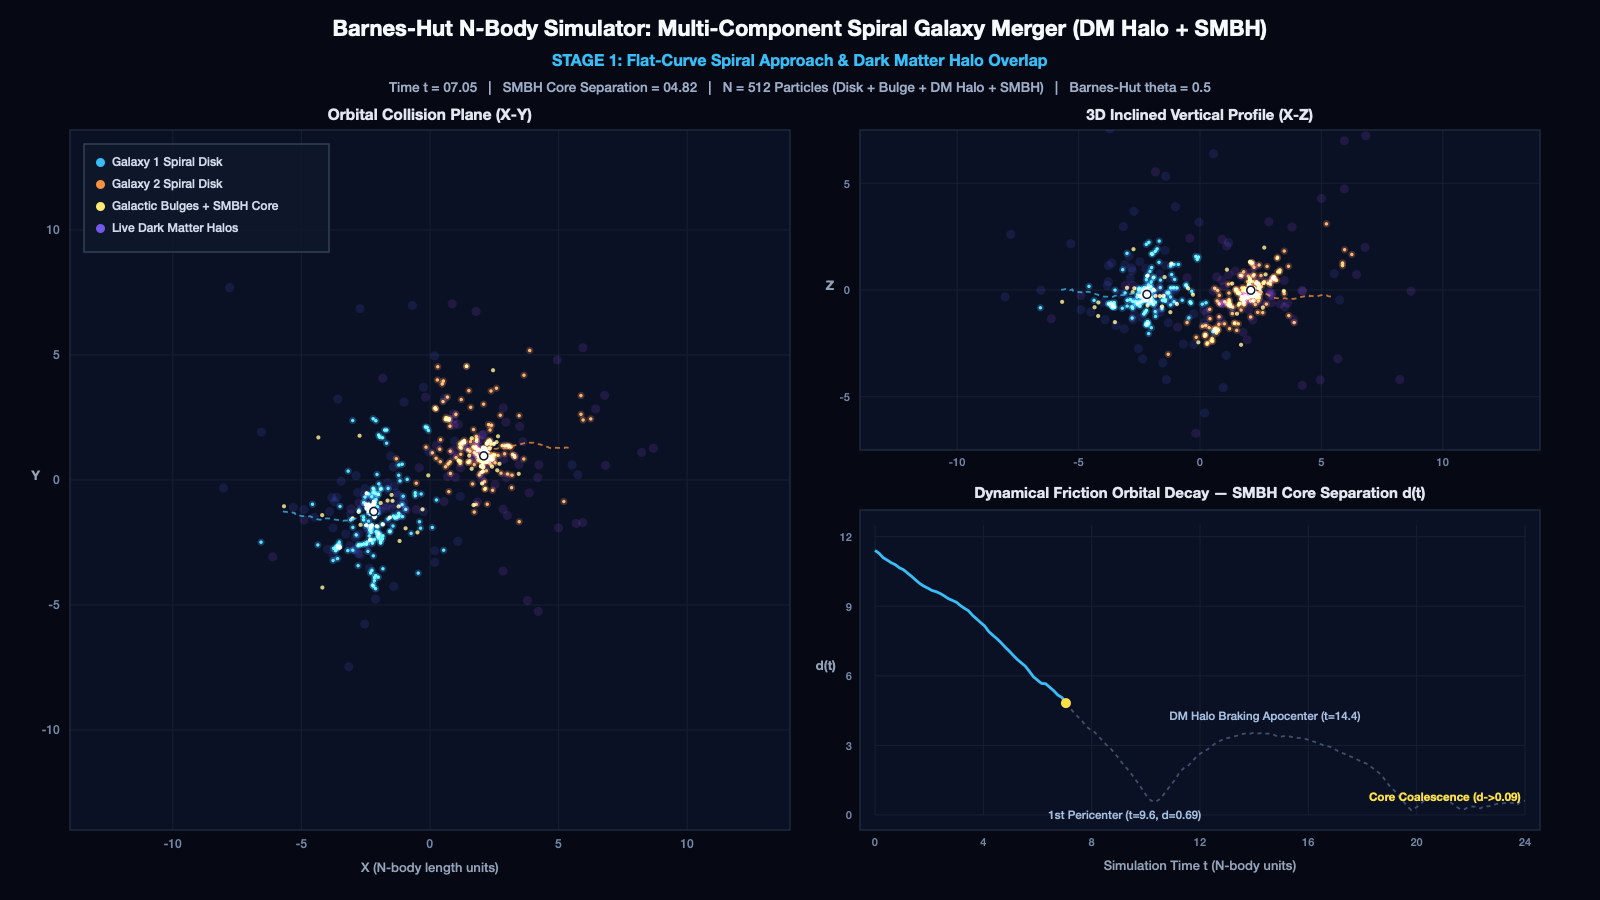 Barnes-Hut N-Body Simulator: Multi-Component Spiral Galaxy Merger (DM Halo + SMBH)
STAGE 1: Flat-Curve Spiral Approach & Dark Matter Halo Overlap
Time t = 07.05 | SMBH Core Separation = 04.82 | N = 512 Particles (Disk + Bulge + DM Halo + SMBH) | Barnes-Hut theta = 0.5
Orbital Collision Plane (X-Y)
Galaxy 1 Spiral Disk
Galaxy 2 Spiral Disk
Galactic Bulges + SMBH Core
Live Dark Matter Halos
10
5
0
-5
-10
Y
-10 -5 0 5 10
X (N-body length units)
3D Inclined Vertical Profile (X-Z)
5
0
-5
Z
-10 -5 0 5 10
Dynamical Friction Orbital Decay — SMBH Core Separation d(t)
12
9
6
3
0
d(t)
DM Halo Braking Apocenter (t=14.4)
Core Coalescence (d->0.09)
1st Pericenter (t=9.6, d=0.69)
0 4 8 12 16 20 24
Simulation Time t (N-body units)